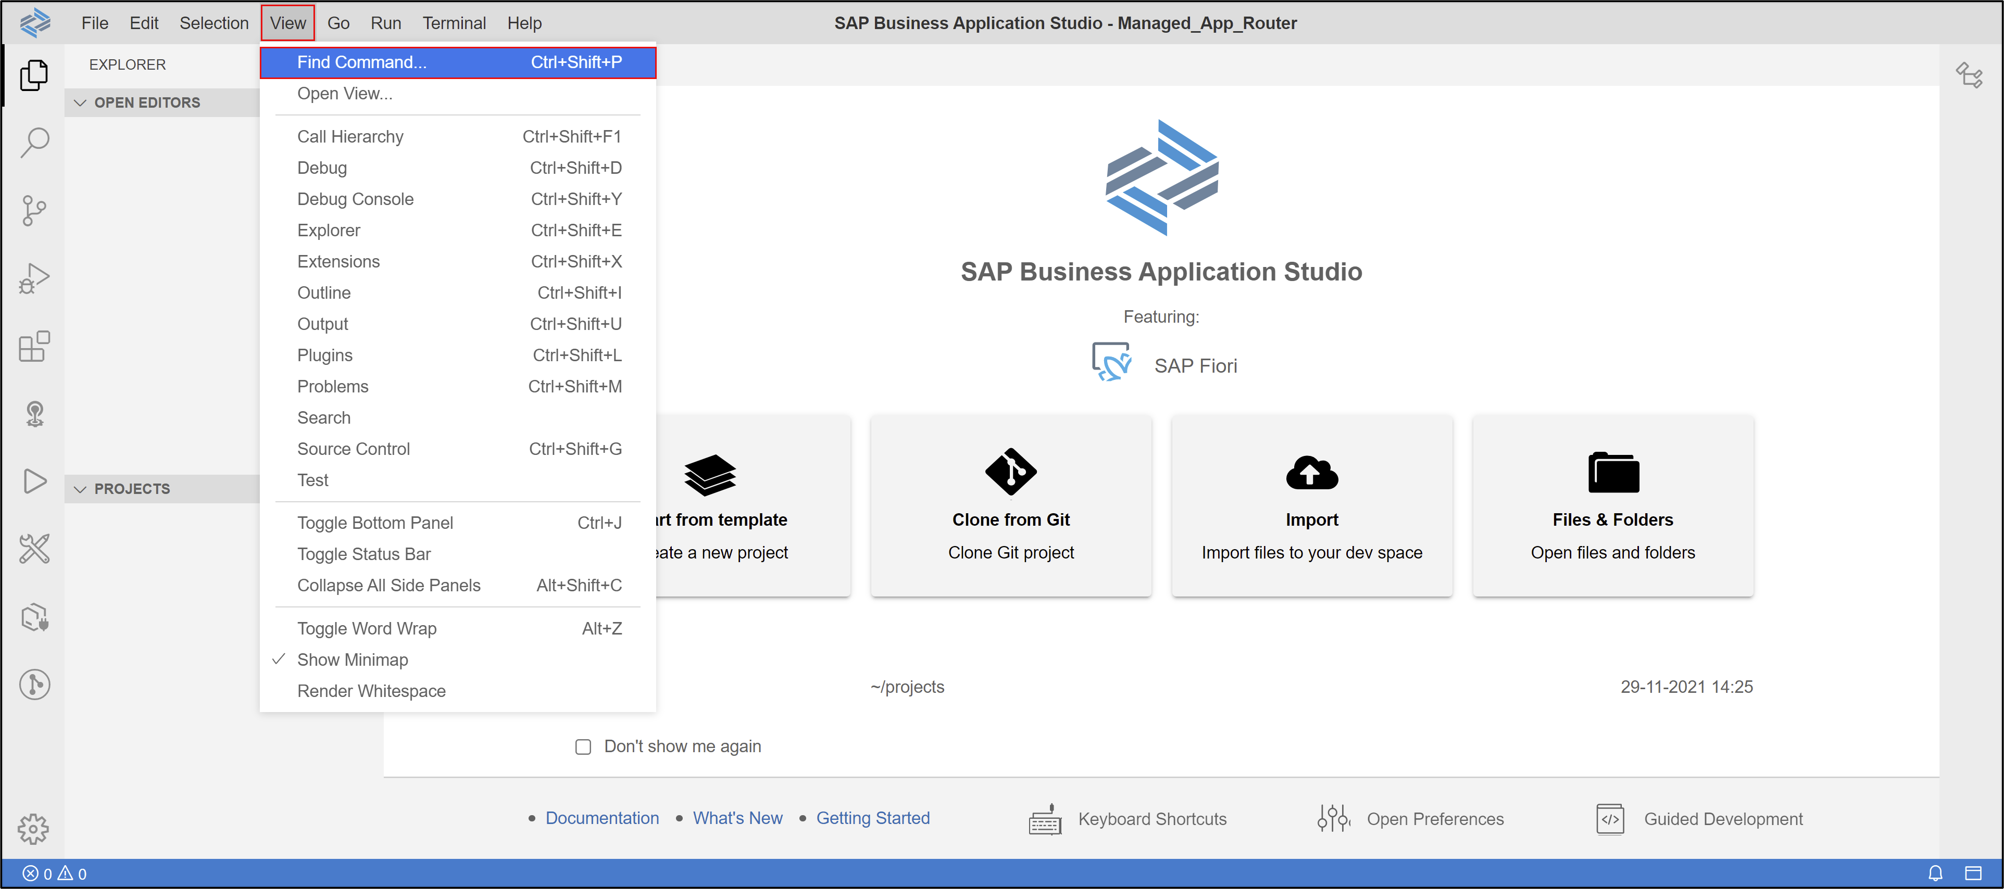 File Edit Selection View Go Run Terminal Help
SAP Business Application Studio - Managed_App_Router
EXPLORER
OPEN EDITORS
PROJECTS
Find Command... Ctrl+Shift+P
Open View...
Call Hierarchy Ctrl+Shift+F1
Debug Ctrl+Shift+D
Debug Console Ctrl+Shift+Y
Explorer Ctrl+Shift+E
Extensions Ctrl+Shift+X
Outline Ctrl+Shift+I
Output Ctrl+Shift+U
Plugins Ctrl+Shift+L
Problems Ctrl+Shift+M
Search
Source Control Ctrl+Shift+G
Test
Toggle Bottom Panel Ctrl+J
Toggle Status Bar
Collapse All Side Panels Alt+Shift+C
Toggle Word Wrap Alt+Z
Show Minimap
Render Whitespace
SAP Business Application Studio
Featuring:
SAP Fiori
rt from template
eate a new project
Clone from Git
Clone Git project
Import
Import files to your dev space
Files & Folders
Open files and folders
~/projects 29-11-2021 14:25
Don't show me again
• Documentation • What's New • Getting Started
Keyboard Shortcuts
Open Preferences
</> Guided Development
0 0